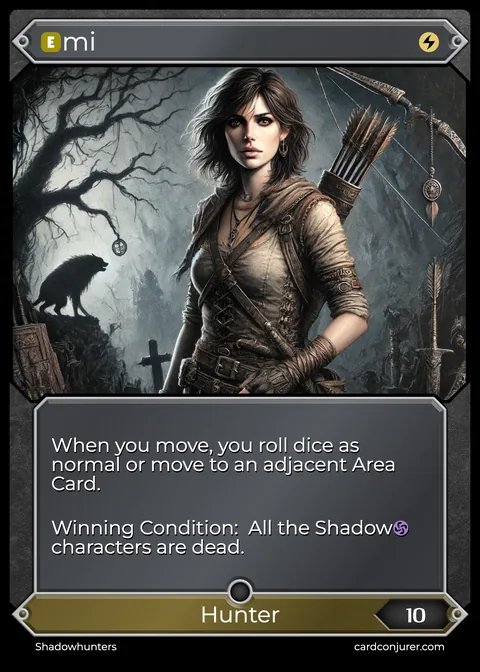 Emi
When you move, you roll dice as
normal or move to an adjacent Area
Card.
Winning Condition: All the Shadow
characters are dead.
Hunter
10
Shadowhunters
cardconjurer.com